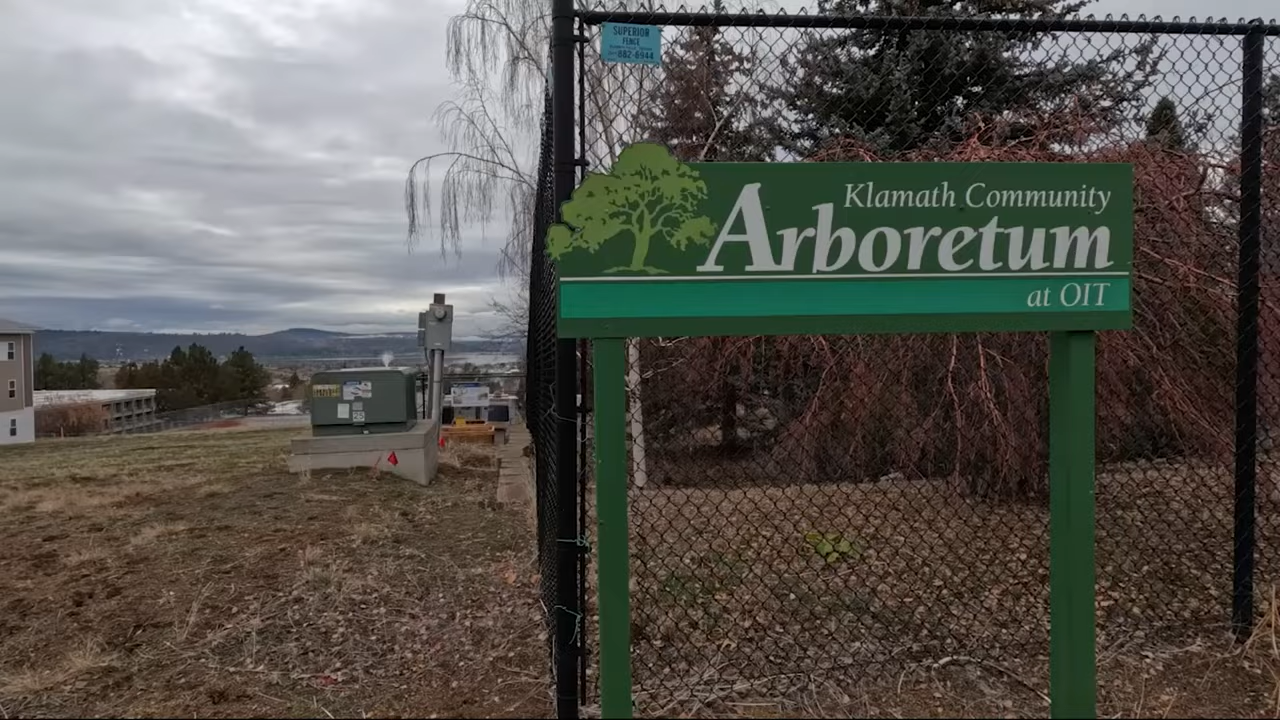 SUPERIOR
FENCE
882-6944
Klamath Community
Arboretum
at OIT